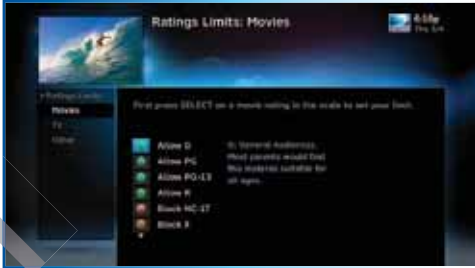 Ratings Limits: Movies
Ratings Limits
Movies
TV
Other
First press SELECT on a movie rating in the scale to set your limit.
Allow G
Allow PG
Allow PG-13
Allow R
Block NC-17
Block X
G: General Audiences.
Most parents would find
this material suitable for
all ages.